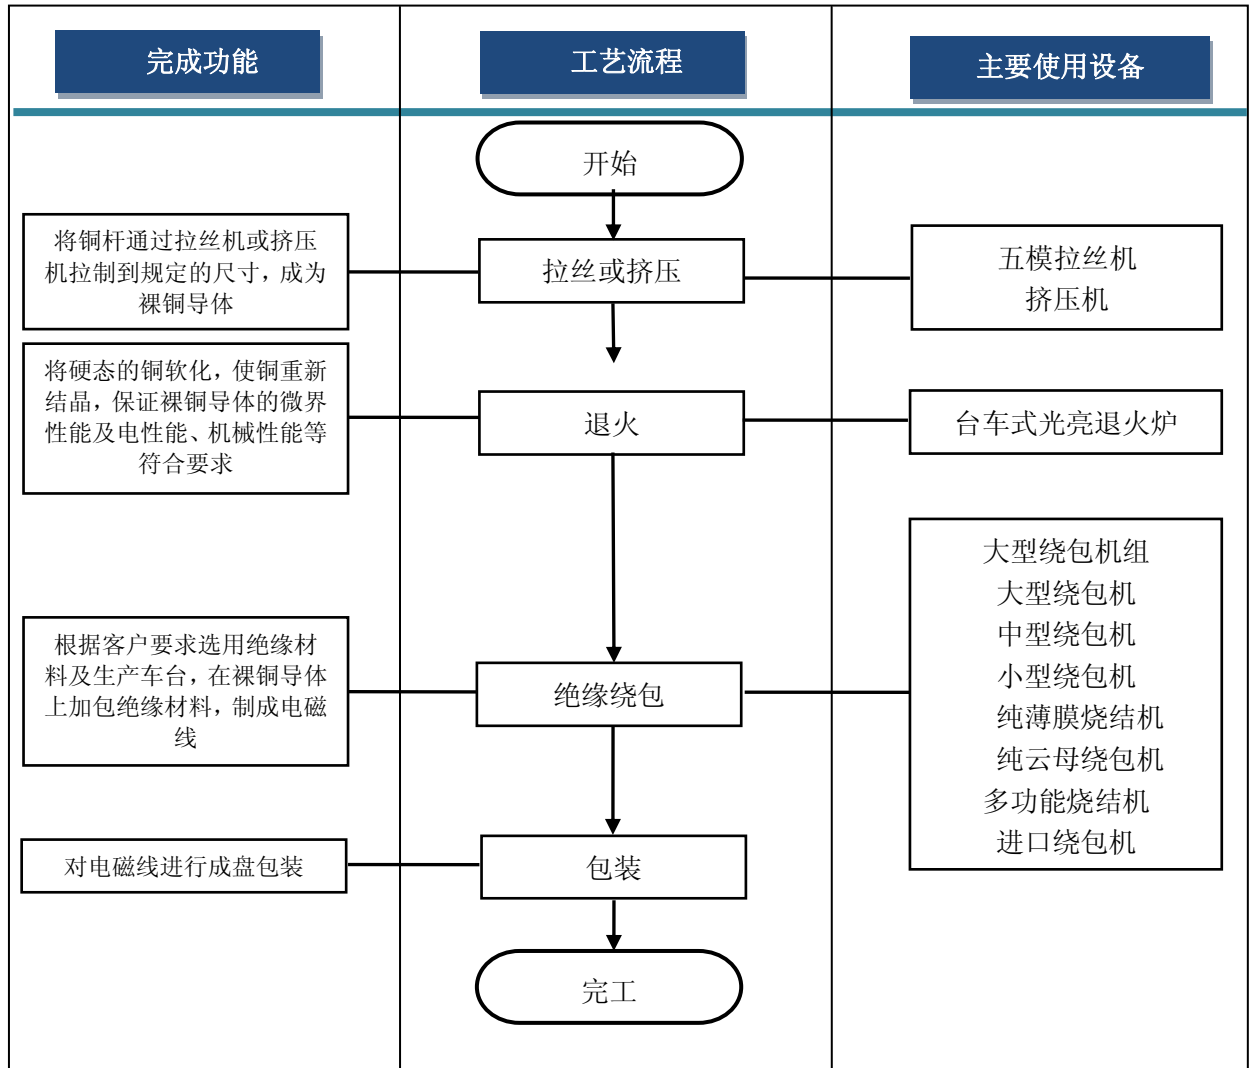 完成功能
工艺流程
主要使用设备
开始
将铜杆通过拉丝机或挤压
机拉制到规定的尺寸，成为
裸铜导体
拉丝或挤压
五模拉丝机
挤压机
将硬态的铜软化，使铜重新
结晶，保证裸铜导体的微界
性能及电性能、机械性能等
符合要求
退火
台车式光亮退火炉
根据客户要求选用绝缘材
料及生产车台，在裸铜导体
上加包绝缘材料，制成电磁
线
绝缘绕包
大型绕包机组
大型绕包机
中型绕包机
小型绕包机
纯薄膜烧结机
纯云母绕包机
多功能烧结机
进口绕包机
对电磁线进行成盘包装
包装
完工